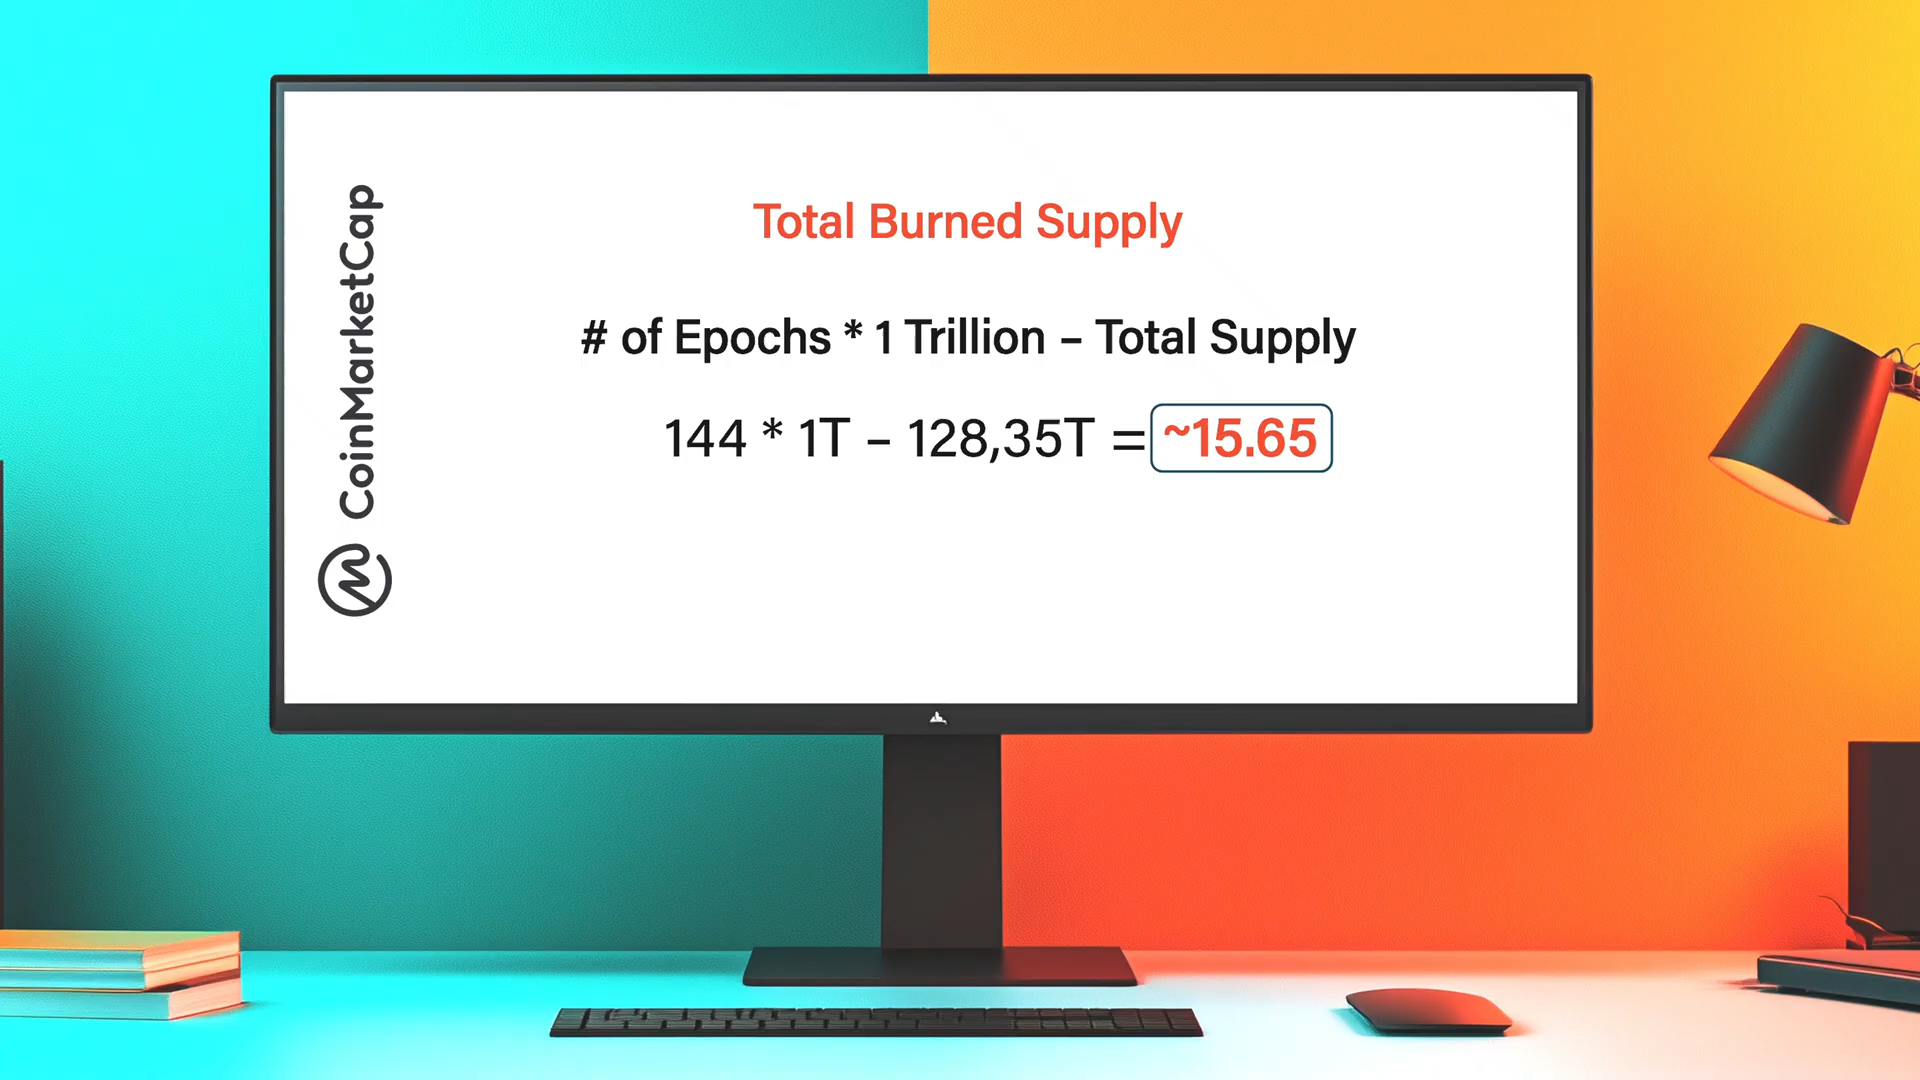 CoinMarketCap
Total Burned Supply
# of Epochs * 1 Trillion – Total Supply
144 * 1T – 128,35T = ~15.65